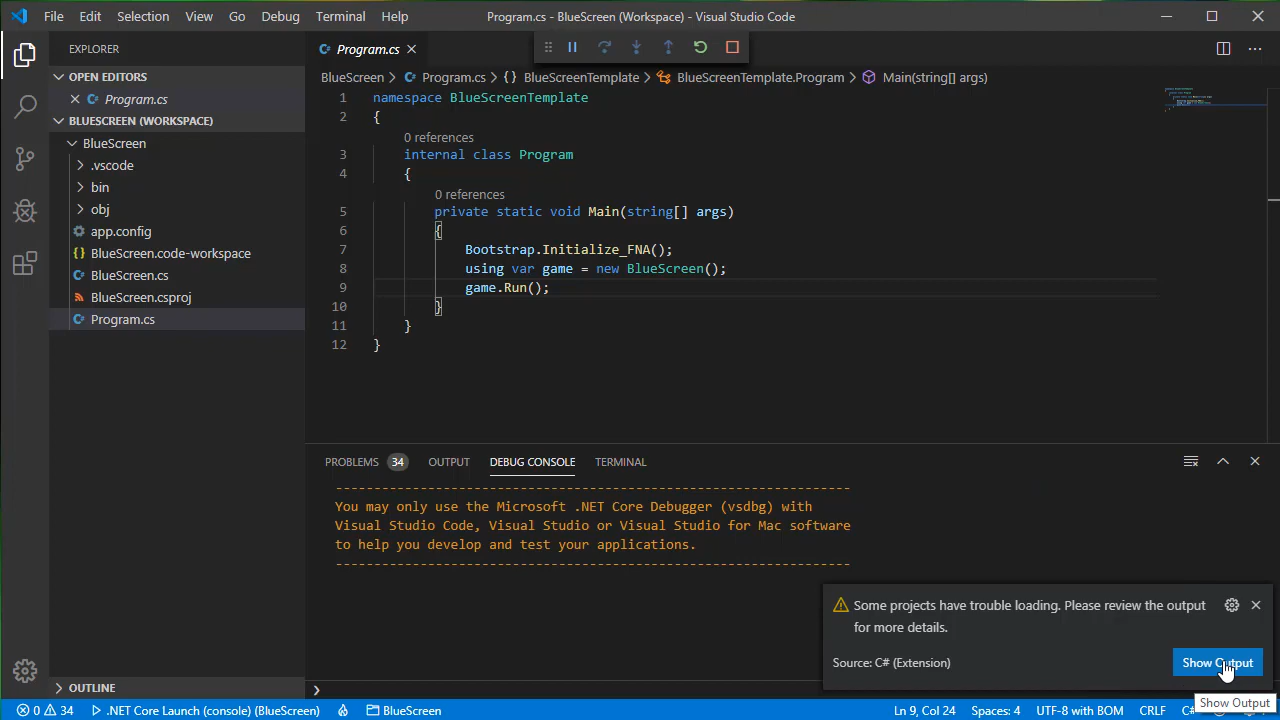 File Edit Selection View Go Debug Terminal Help
Program.cs - BlueScreen (Workspace) - Visual Studio Code
EXPLORER
OPEN EDITORS
Program.cs
BLUESCREEN (WORKSPACE)
BlueScreen
.vscode
bin
obj
app.config
BlueScreen.code-workspace
BlueScreen.cs
BlueScreen.csproj
Program.cs
OUTLINE
Program.cs
BlueScreen > Program.cs > {} BlueScreenTemplate > BlueScreenTemplate.Program > Main(string[] args)
1 namespace BlueScreenTemplate
2 {
0 references
3 internal class Program
4 {
0 references
5 private static void Main(string[] args)
6 {
7 Bootstrap.Initialize_FNA();
8 using var game = new BlueScreen();
9 game.Run();
10 }
11 }
12 }
PROBLEMS 34 OUTPUT DEBUG CONSOLE TERMINAL
-------------------------------------------------------------------
You may only use the Microsoft .NET Core Debugger (vsdbg) with
Visual Studio Code, Visual Studio or Visual Studio for Mac software
to help you develop and test your applications.
-------------------------------------------------------------------
Some projects have trouble loading. Please review the output
for more details.
Source: C# (Extension)
Show Output
Show Output
0 34 .NET Core Launch (console) (BlueScreen) BlueScreen Ln 9, Col 24 Spaces: 4 UTF-8 with BOM CRLF C#